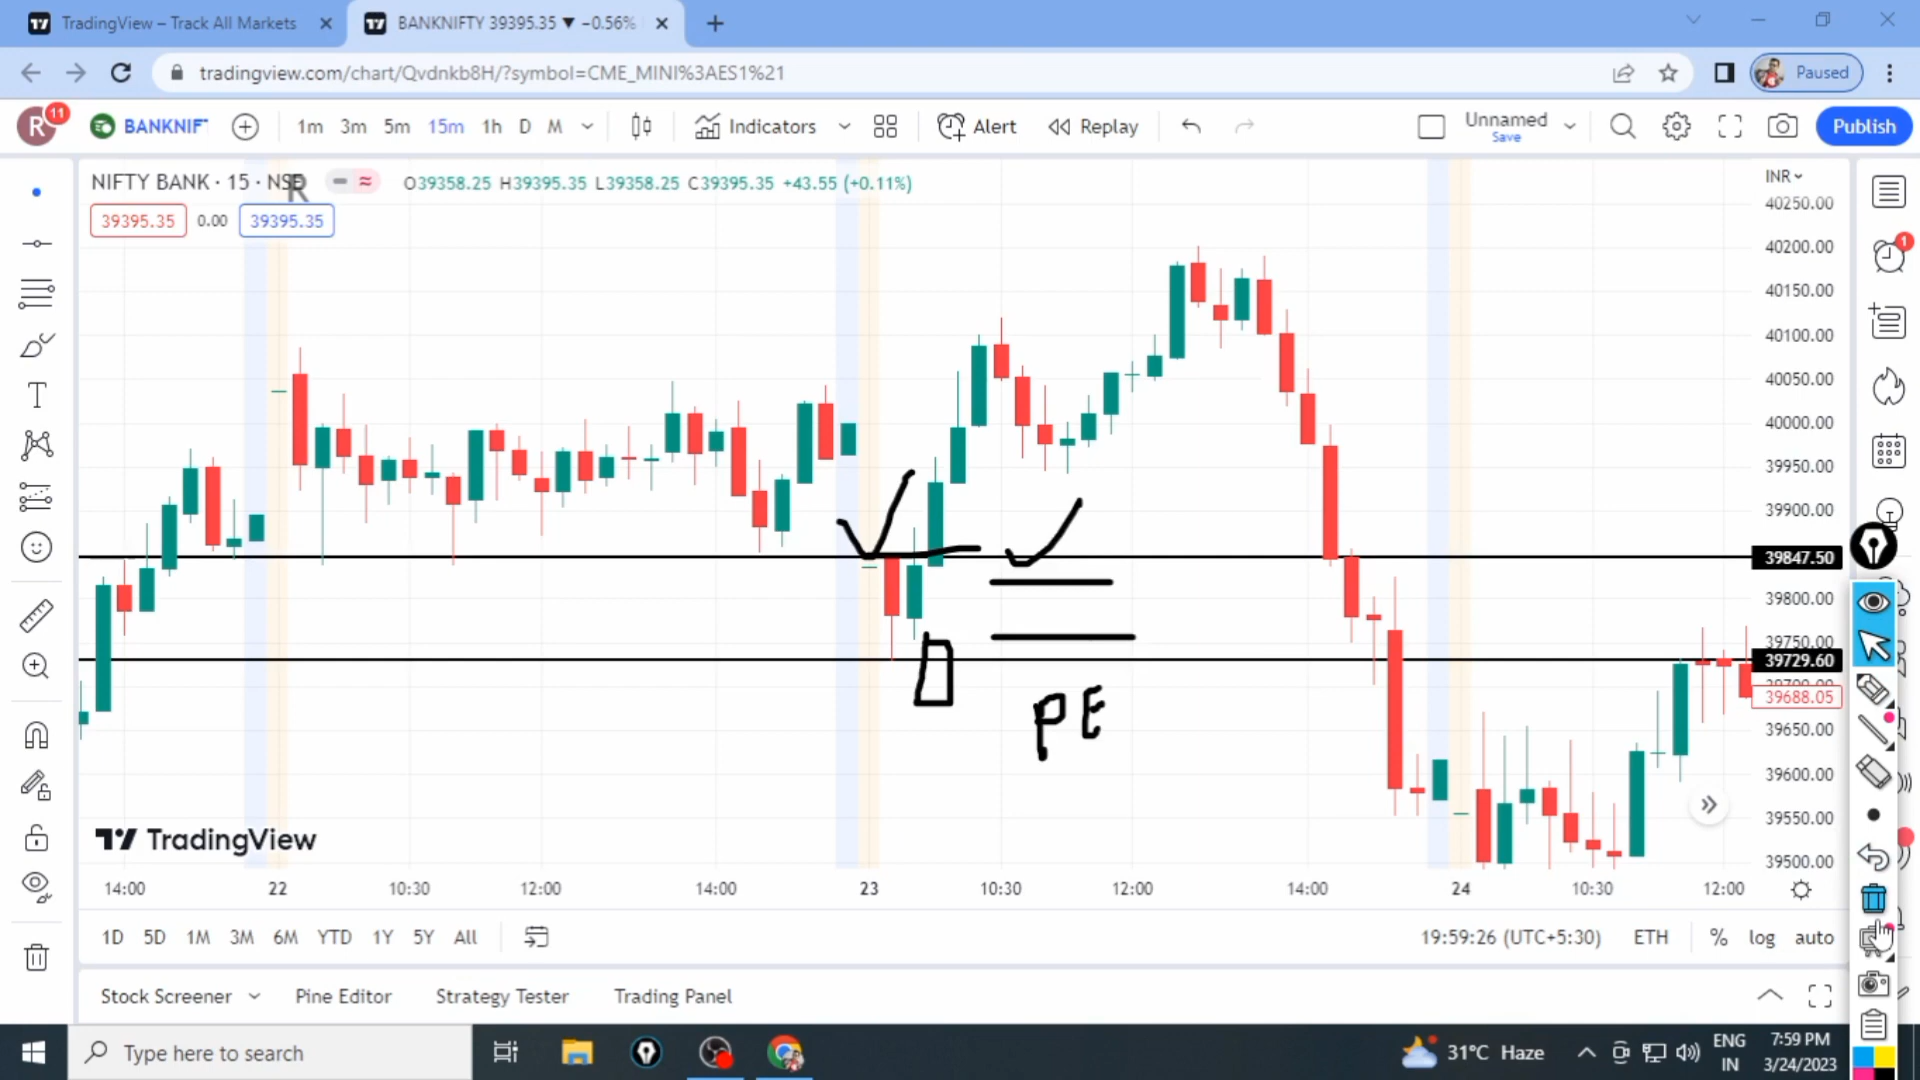 TradingView – Track All Markets
BANKNIFTY 39395.35 ▼ −0.56%
tradingview.com/chart/Qvdnkb8H/?symbol=CME_MINI%3AES1%21
Paused
R 11
BANKNIF
1m 3m 5m 15m 1h D M
Indicators
Alert
Replay
Unnamed
Save
Publish
NIFTY BANK · 15 · NSE
R
O39358.25 H39395.35 L39358.25 C39395.35 +43.55 (+0.11%)
INR
39395.35 0.00 39395.35
40250.00
40200.00
40150.00
40100.00
40050.00
40000.00
39950.00
39900.00
39847.50
39800.00
39750.00
39729.60
39700.00
39688.05
39650.00
39600.00
39550.00
39500.00
1
PE
TradingView
14:00 22 10:30 12:00 14:00 23 10:30 12:00 14:00 24 10:30 12:00
1D 5D 1M 3M 6M YTD 1Y 5Y All
19:59:26 (UTC+5:30) ETH % log auto
Stock Screener Pine Editor Strategy Tester Trading Panel
Type here to search
31°C Haze
ENG
IN
7:59 PM
3/24/2023